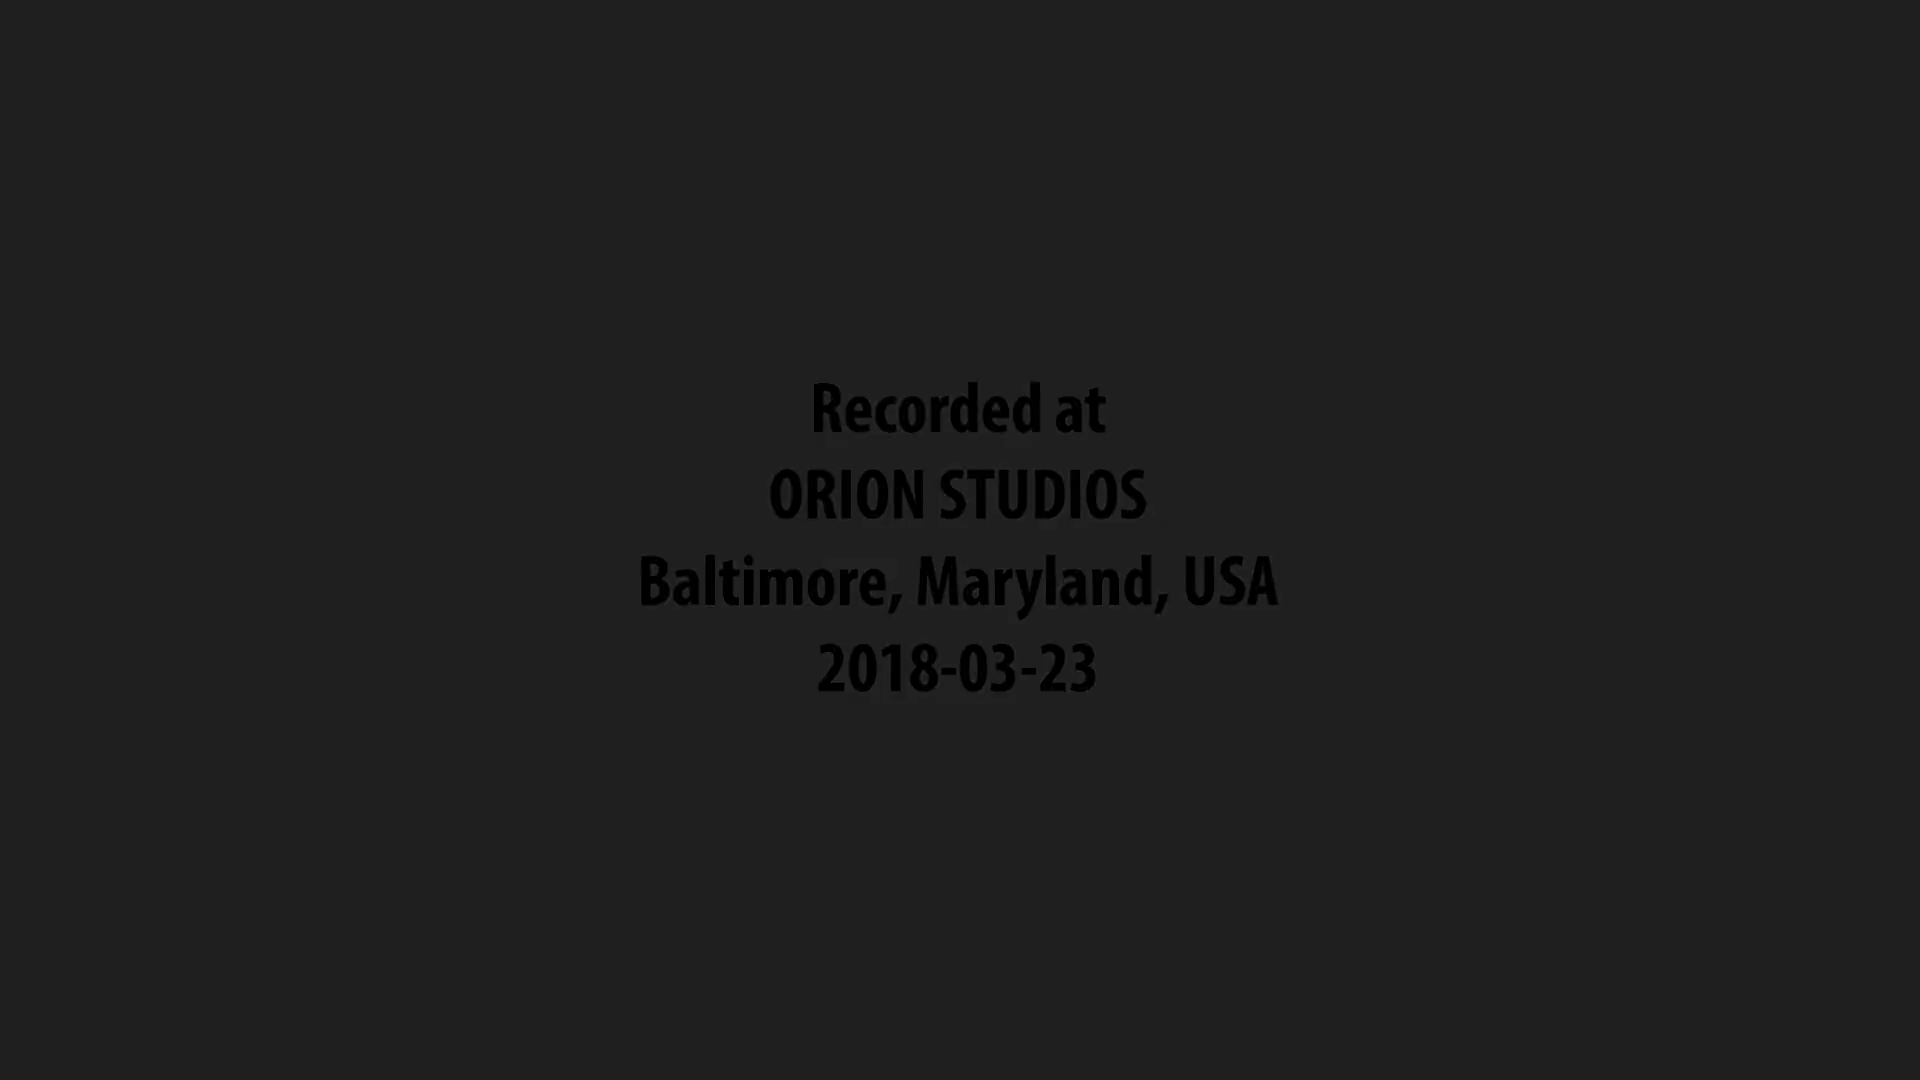 Recorded at
ORION STUDIOS
Baltimore, Maryland, USA
2018-03-23